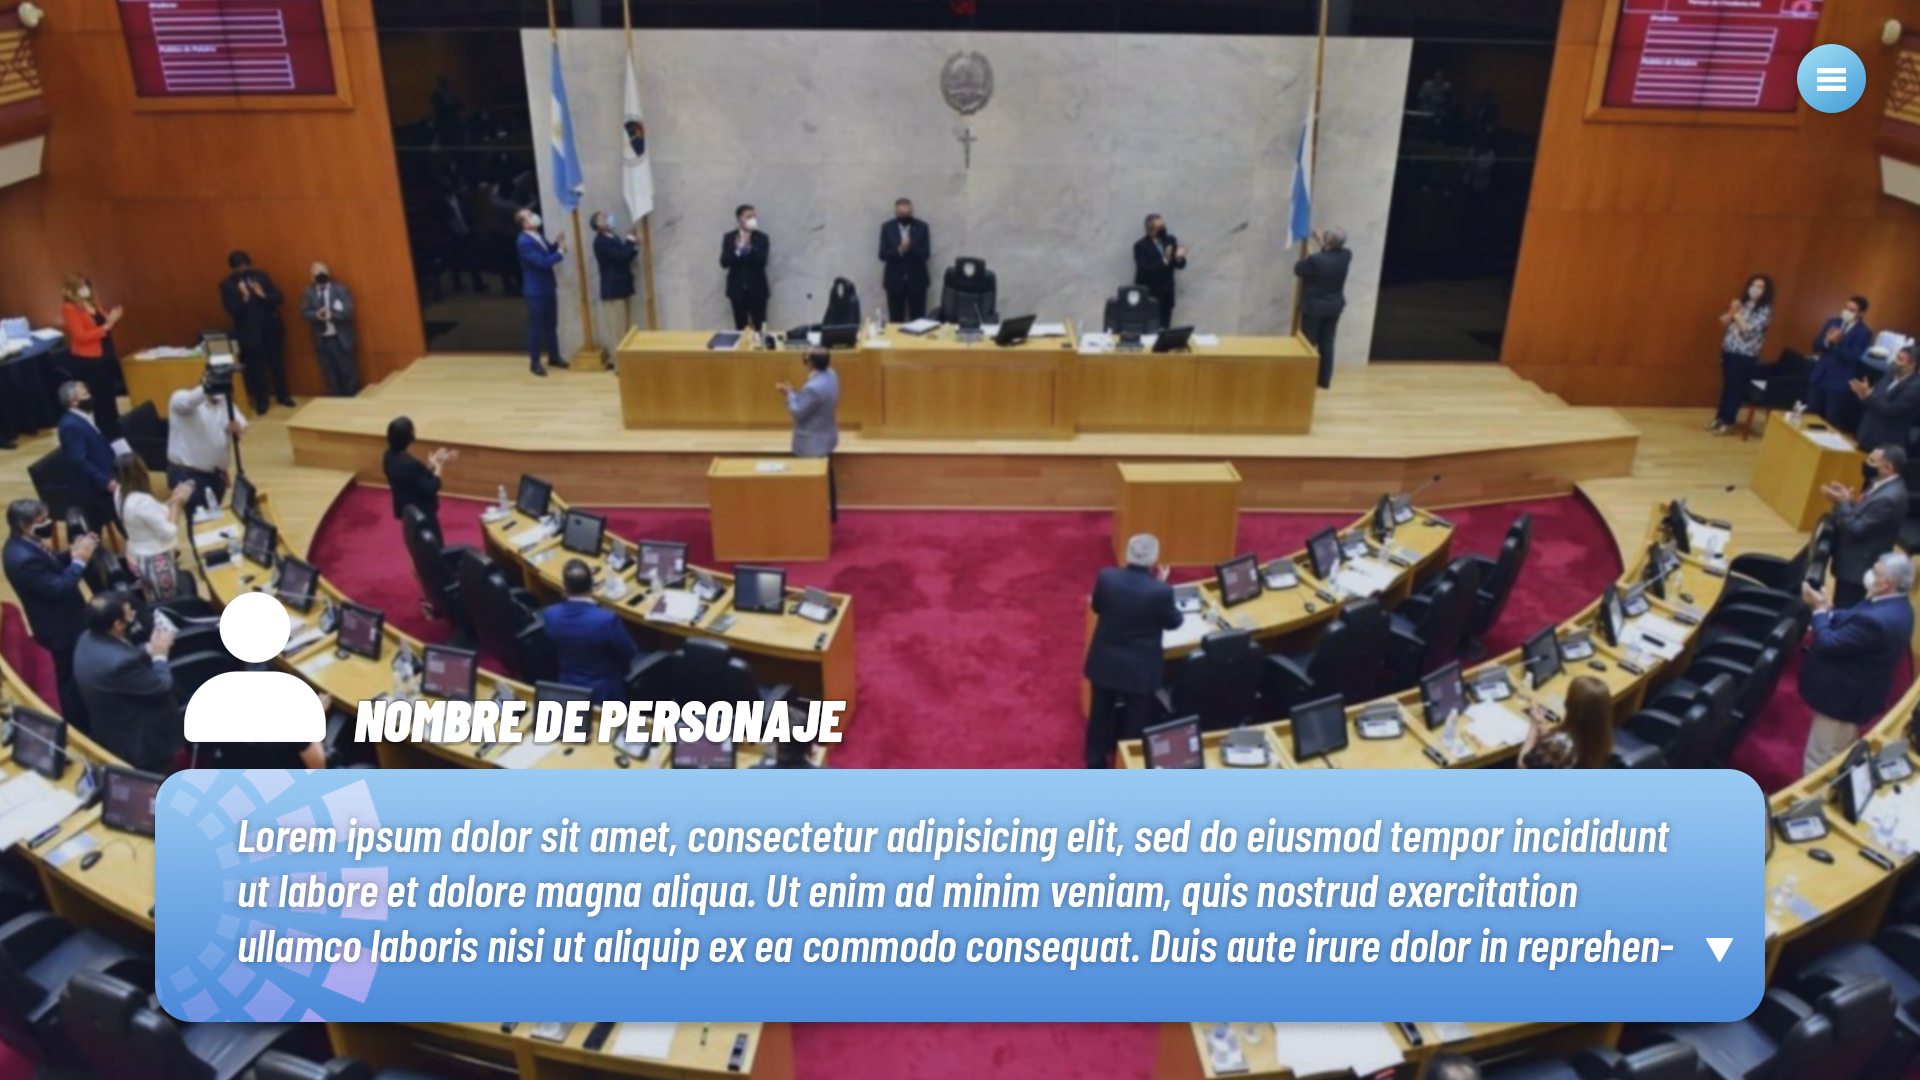 NOMBRE DE PERSONAJE
Lorem ipsum dolor sit amet, consectetur adipisicing elit, sed do eiusmod tempor incididunt
ut labore et dolore magna aliqua. Ut enim ad minim veniam, quis nostrud exercitation
ullamco laboris nisi ut aliquip ex ea commodo consequat. Duis aute irure dolor in reprehen-